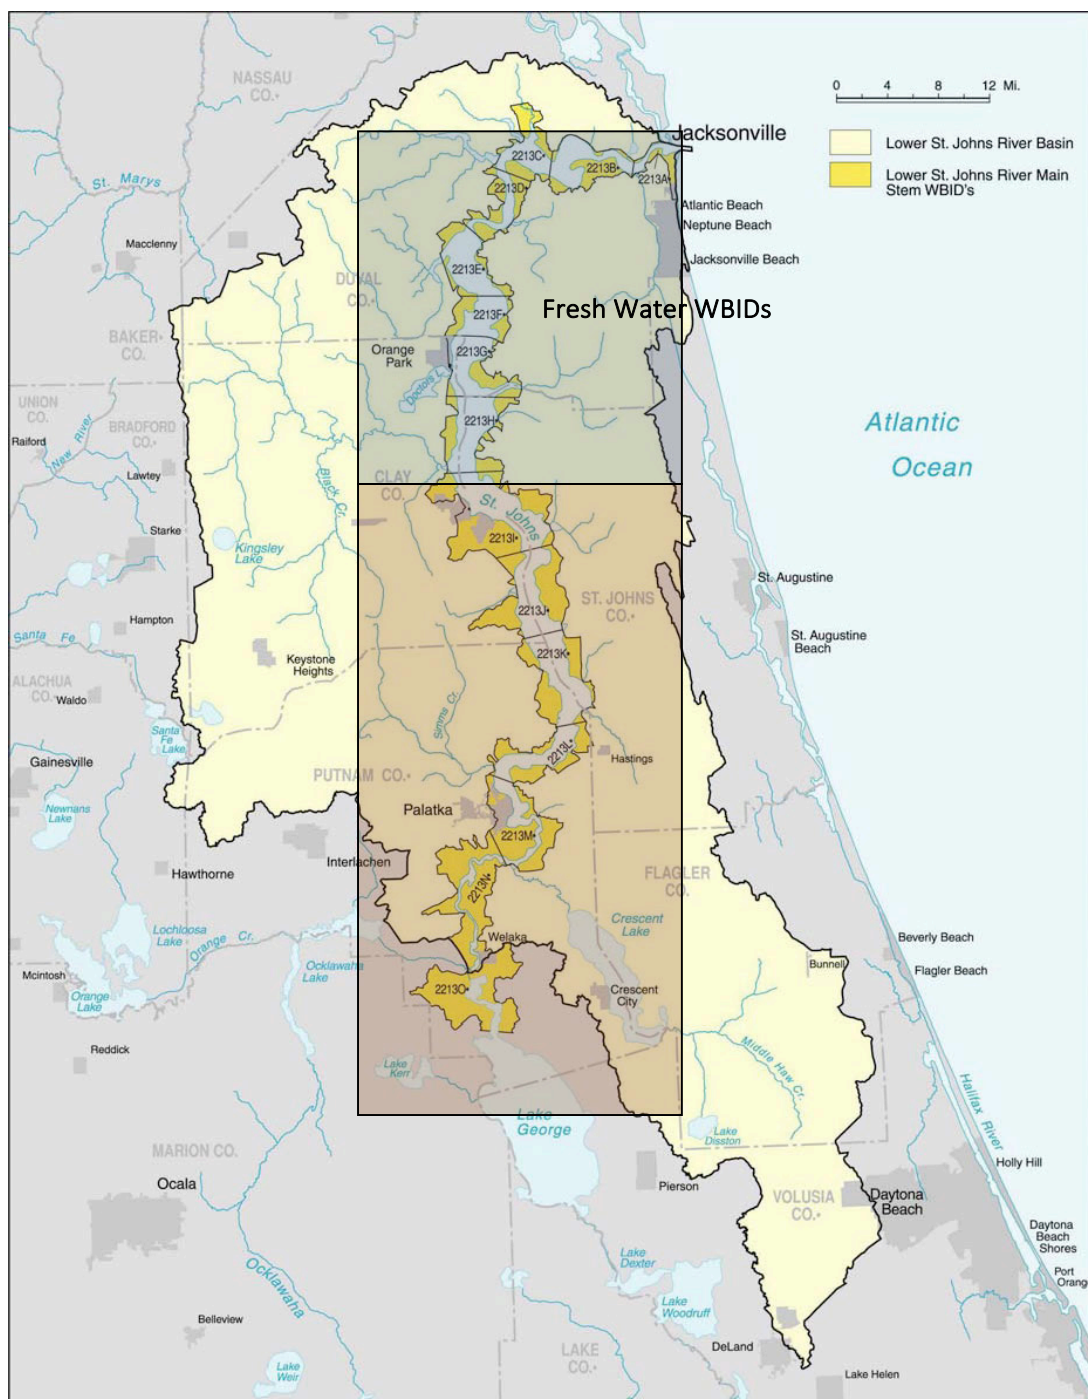 NASSAU
CO.
0 4 8 12 Mi.
Jacksonville
Lower St. Johns River Basin
Lower St. Johns River Main
Stem WBID's
2213C
2213B
2213A
2213D
St. Marys
Atlantic Beach
Neptune Beach
Macclenny
Jacksonville Beach
2213E
DUVAL
CO.
Fresh Water WBIDs
2213F
BAKER
CO.
Orange
Park
2213G
Doctors L.
UNION
CO.
New River
BRADFORD
CO.
2213H
Atlantic
Ocean
Raiford
Lawtey
Black Cr.
CLAY
CO.
St. Johns
Starke
2213I
Kingsley
Lake
St. Augustine
ST. JOHNS
CO.
2213J
Hampton
Santa Fe
St. Augustine
Beach
Keystone
Heights
2213K
ALACHUA
CO.
Waldo
Simms Cr.
Santa
Fe
Lake
2213L
Hastings
Gainesville
PUTNAM CO.
Newnans
Lake
Palatka
2213M
Interlachen
Hawthorne
2213N
FLAGLER
CO.
Crescent
Lake
Lochloosa
Lake
Orange Cr.
Welaka
Beverly Beach
Ocklawaha
Lake
Bunnell
Flagler Beach
Mcintosh
Orange
Lake
2213O
Crescent
City
Reddick
Middle Haw Cr.
Lake
Kerr
Halifax River
Lake
George
Lake
Disston
MARION CO.
Holly Hill
Ocala
Pierson
VOLUSIA
CO.
Daytona
Beach
Daytona
Beach
Shores
Lake
Dexter
Port
Orang
Ocklawaha
Lake
Woodruff
Belleview
DeLand
LAKE
CO.
Lake
Weir
Lake Helen